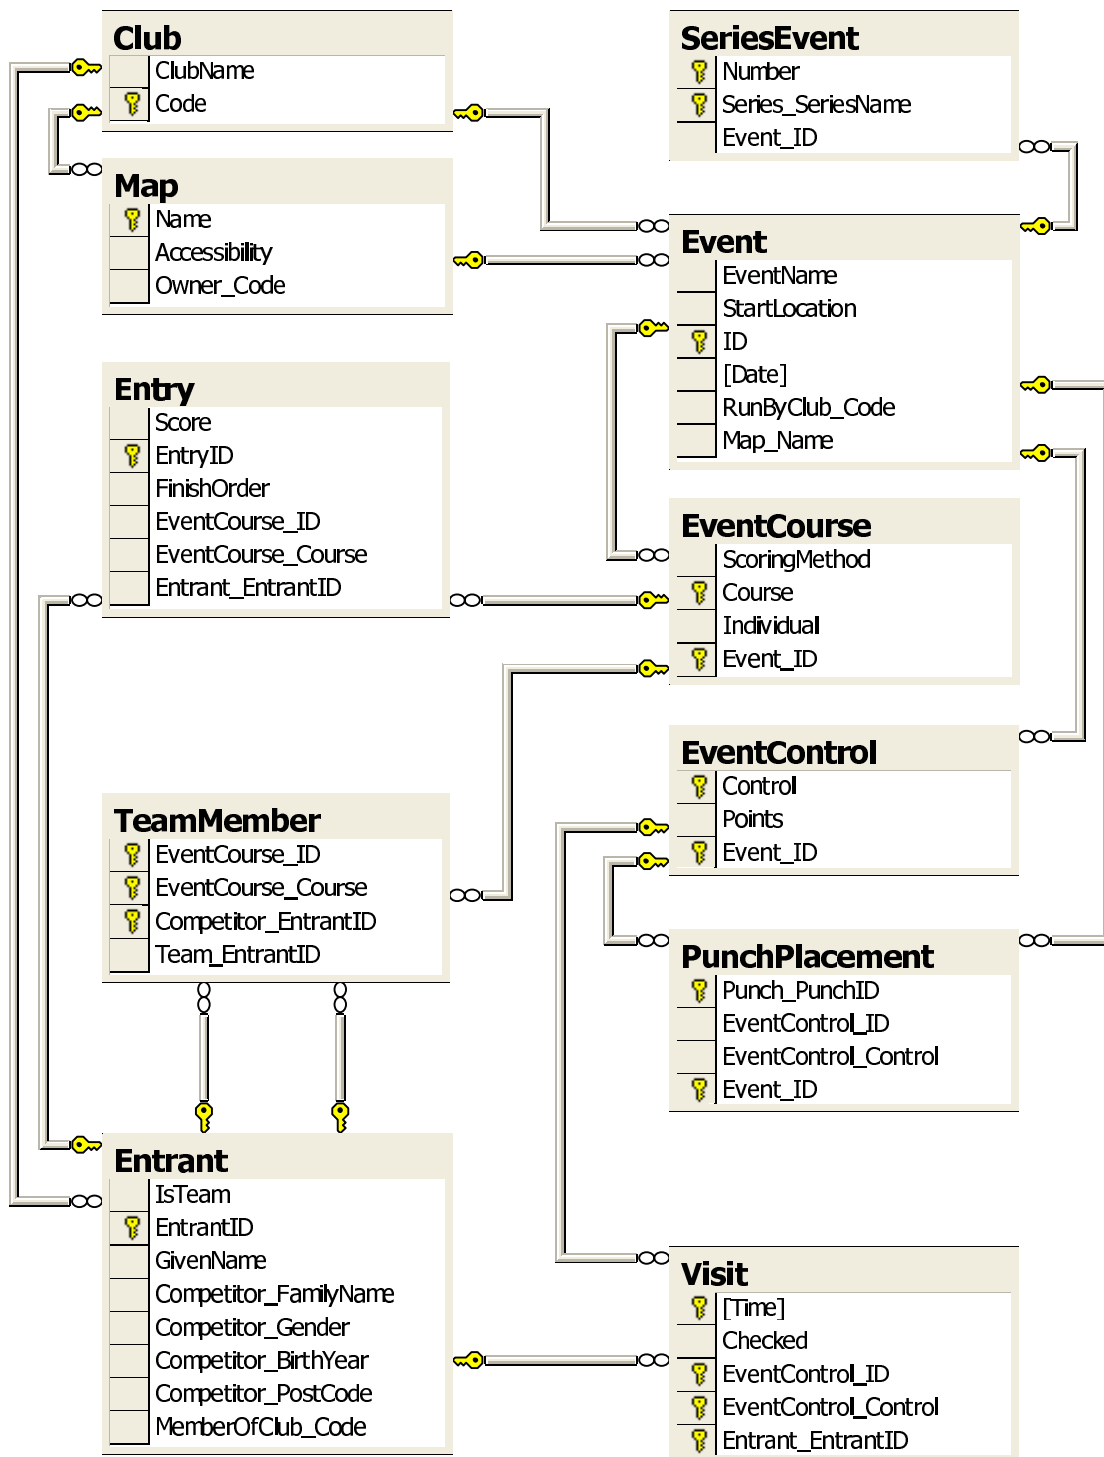 Club
ClubName
Code
Map
Name
Accessibility
Owner_Code
Entry
Score
EntryID
FinishOrder
EventCourse_ID
EventCourse_Course
Entrant_EntrantID
TeamMember
EventCourse_ID
EventCourse_Course
Competitor_EntrantID
Team_EntrantID
Entrant
IsTeam
EntrantID
GivenName
Competitor_FamilyName
Competitor_Gender
Competitor_BirthYear
Competitor_PostCode
MemberOfClub_Code
SeriesEvent
Number
Series_SeriesName
Event_ID
Event
EventName
StartLocation
ID
[Date]
RunByClub_Code
Map_Name
EventCourse
ScoringMethod
Course
Individual
Event_ID
EventControl
Control
Points
Event_ID
PunchPlacement
Punch_PunchID
EventControl_ID
EventControl_Control
Event_ID
Visit
[Time]
Checked
EventControl_ID
EventControl_Control
Entrant_EntrantID